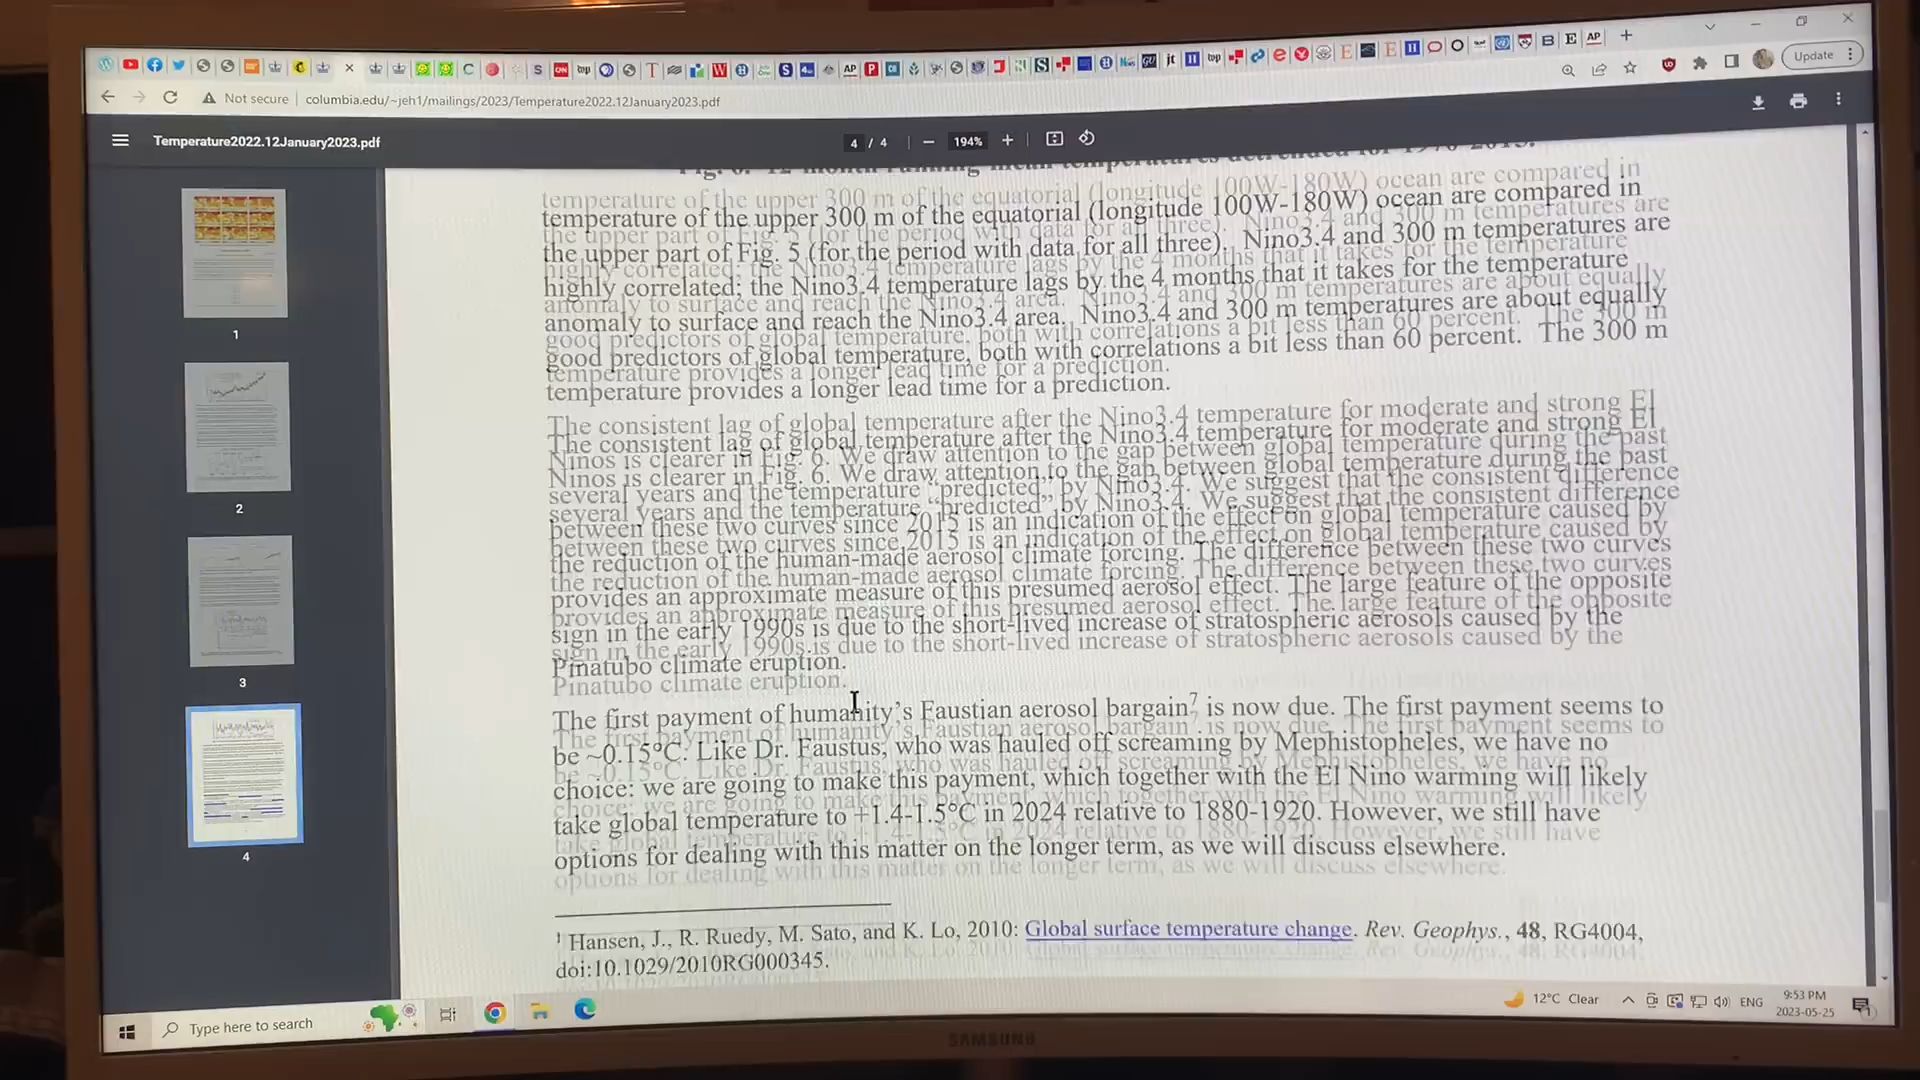 Update
Not secure | columbia.edu/~jeh1/mailings/2023/Temperature2022.12January2023.pdf
Temperature2022.12January2023.pdf
4 / 4
194%
temperature of the upper 300 m of the equatorial (longitude 100W-180W) ocean are compared in
the upper part of Fig. 5 (for the period with data for all three). Nino3.4 and 300 m temperatures are
highly correlated; the Nino3.4 temperature lags by the 4 months that it takes for the temperature
anomaly to surface and reach the Nino3.4 area. Nino3.4 and 300 m temperatures are about equally
good predictors of global temperature, both with correlations a bit less than 60 percent. The 300 m
temperature provides a longer lead time for a prediction.
The consistent lag of global temperature after the Nino3.4 temperature for moderate and strong El
Ninos is clearer in Fig. 6. We draw attention to the gap between global temperature during the past
several years and the temperature "predicted" by Nino3.4. We suggest that the consistent difference
between these two curves since 2015 is an indication of the effect on global temperature caused by
the reduction of the human-made aerosol climate forcing. The difference between these two curves
provides an approximate measure of this presumed aerosol effect. The large feature of the opposite
sign in the early 1990s is due to the short-lived increase of stratospheric aerosols caused by the
Pinatubo climate eruption.
The first payment of humanity's Faustian aerosol bargain7 is now due. The first payment seems to
be ~0.15°C. Like Dr. Faustus, who was hauled off screaming by Mephistopheles, we have no
choice: we are going to make this payment, which together with the El Nino warming will likely
take global temperature to +1.4-1.5°C in 2024 relative to 1880-1920. However, we still have
options for dealing with this matter on the longer term, as we will discuss elsewhere.
1 Hansen, J., R. Ruedy, M. Sato, and K. Lo, 2010: Global surface temperature change. Rev. Geophys., 48, RG4004,
doi:10.1029/2010RG000345.
1
2
3
4
Type here to search
12°C Clear
ENG
9:53 PM
2023-05-25
SAMSUNG